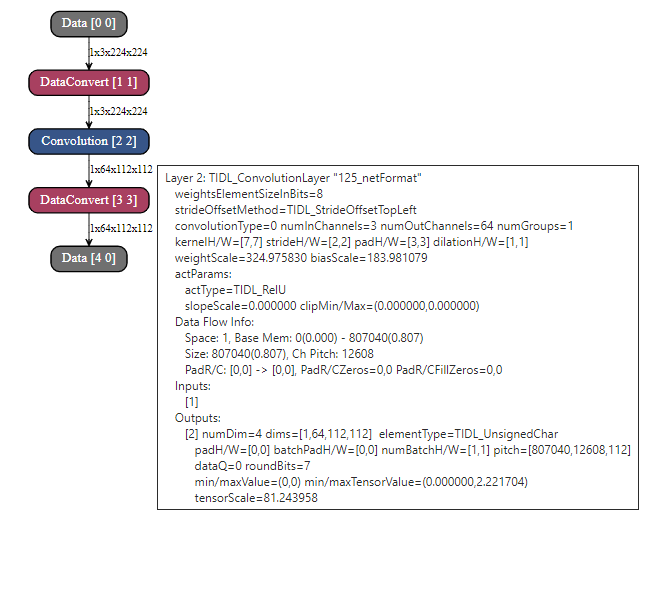 Data [0 0]
1x3x224x224
DataConvert [1 1]
1x3x224x224
Convolution [2 2]
1x64x112x112
DataConvert [3 3]
1x64x112x112
Data [4 0]
Layer 2: TIDL_ConvolutionLayer "125_netFormat"
weightsElementSizeInBits=8
strideOffsetMethod=TIDL_StrideOffsetTopLeft
convolutionType=0 numInChannels=3 numOutChannels=64 numGroups=1
kernelH/W=[7,7] strideH/W=[2,2] padH/W=[3,3] dilationH/W=[1,1]
weightScale=324.975830 biasScale=183.981079
actParams:
actType=TIDL_RelU
slopeScale=0.000000 clipMin/Max=(0.000000,0.000000)
Data Flow Info:
Space: 1, Base Mem: 0(0.000) - 807040(0.807)
Size: 807040(0.807), Ch Pitch: 12608
PadR/C: [0,0] -> [0,0], PadR/CZeros=0,0 PadR/CFillZeros=0,0
Inputs:
[1]
Outputs:
[2] numDim=4 dims=[1,64,112,112]  elementType=TIDL_UnsignedChar
padH/W=[0,0] batchPadH/W=[0,0] numBatchH/W=[1,1] pitch=[807040,12608,112]
dataQ=0 roundBits=7
min/maxValue=(0,0) min/maxTensorValue=(0.000000,2.221704)
tensorScale=81.243958